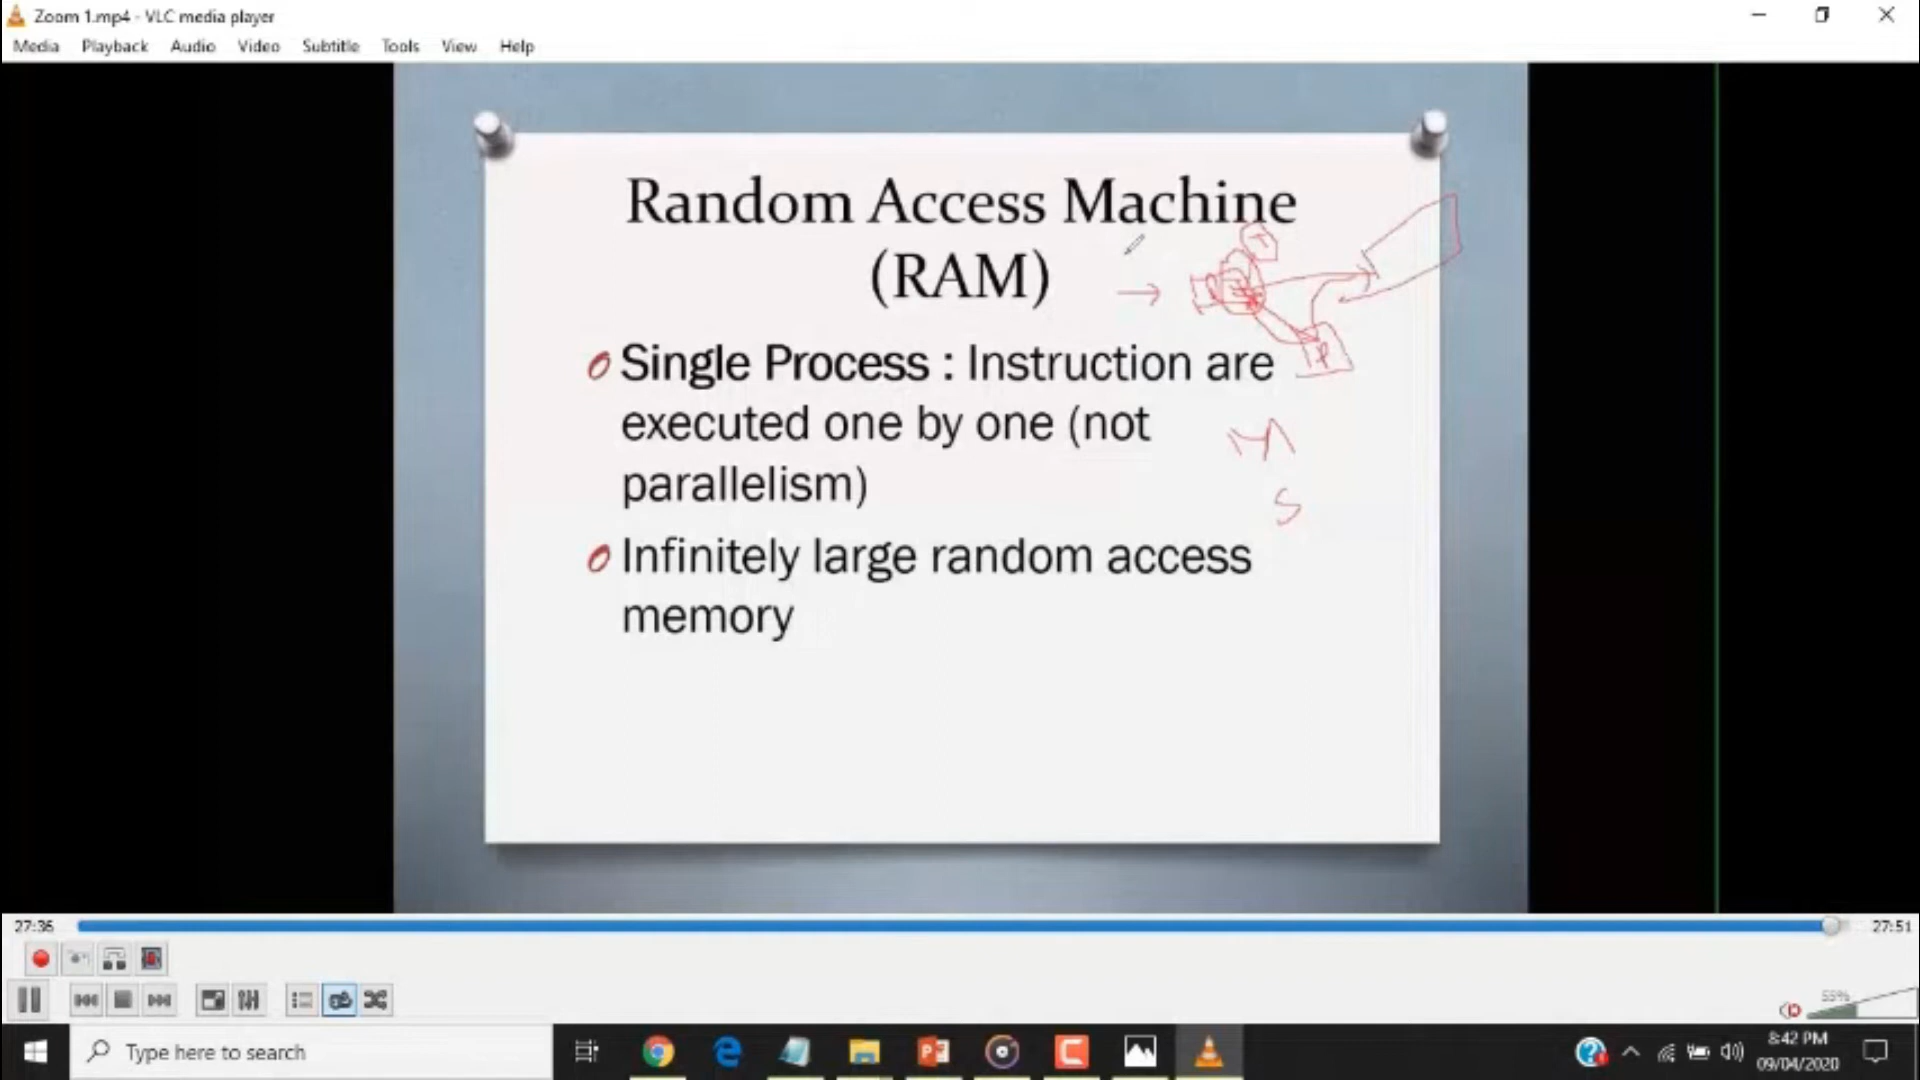 Zoom 1.mp4 - VLC media player
Media Playback Audio Video Subtitle Tools View Help
Random Access Machine
(RAM)
Single Process : Instruction are
executed one by one (not
parallelism)
Infinitely large random access
memory
P
M
S
27:36
27:51
55%
Type here to search
8:42 PM
09/04/2020